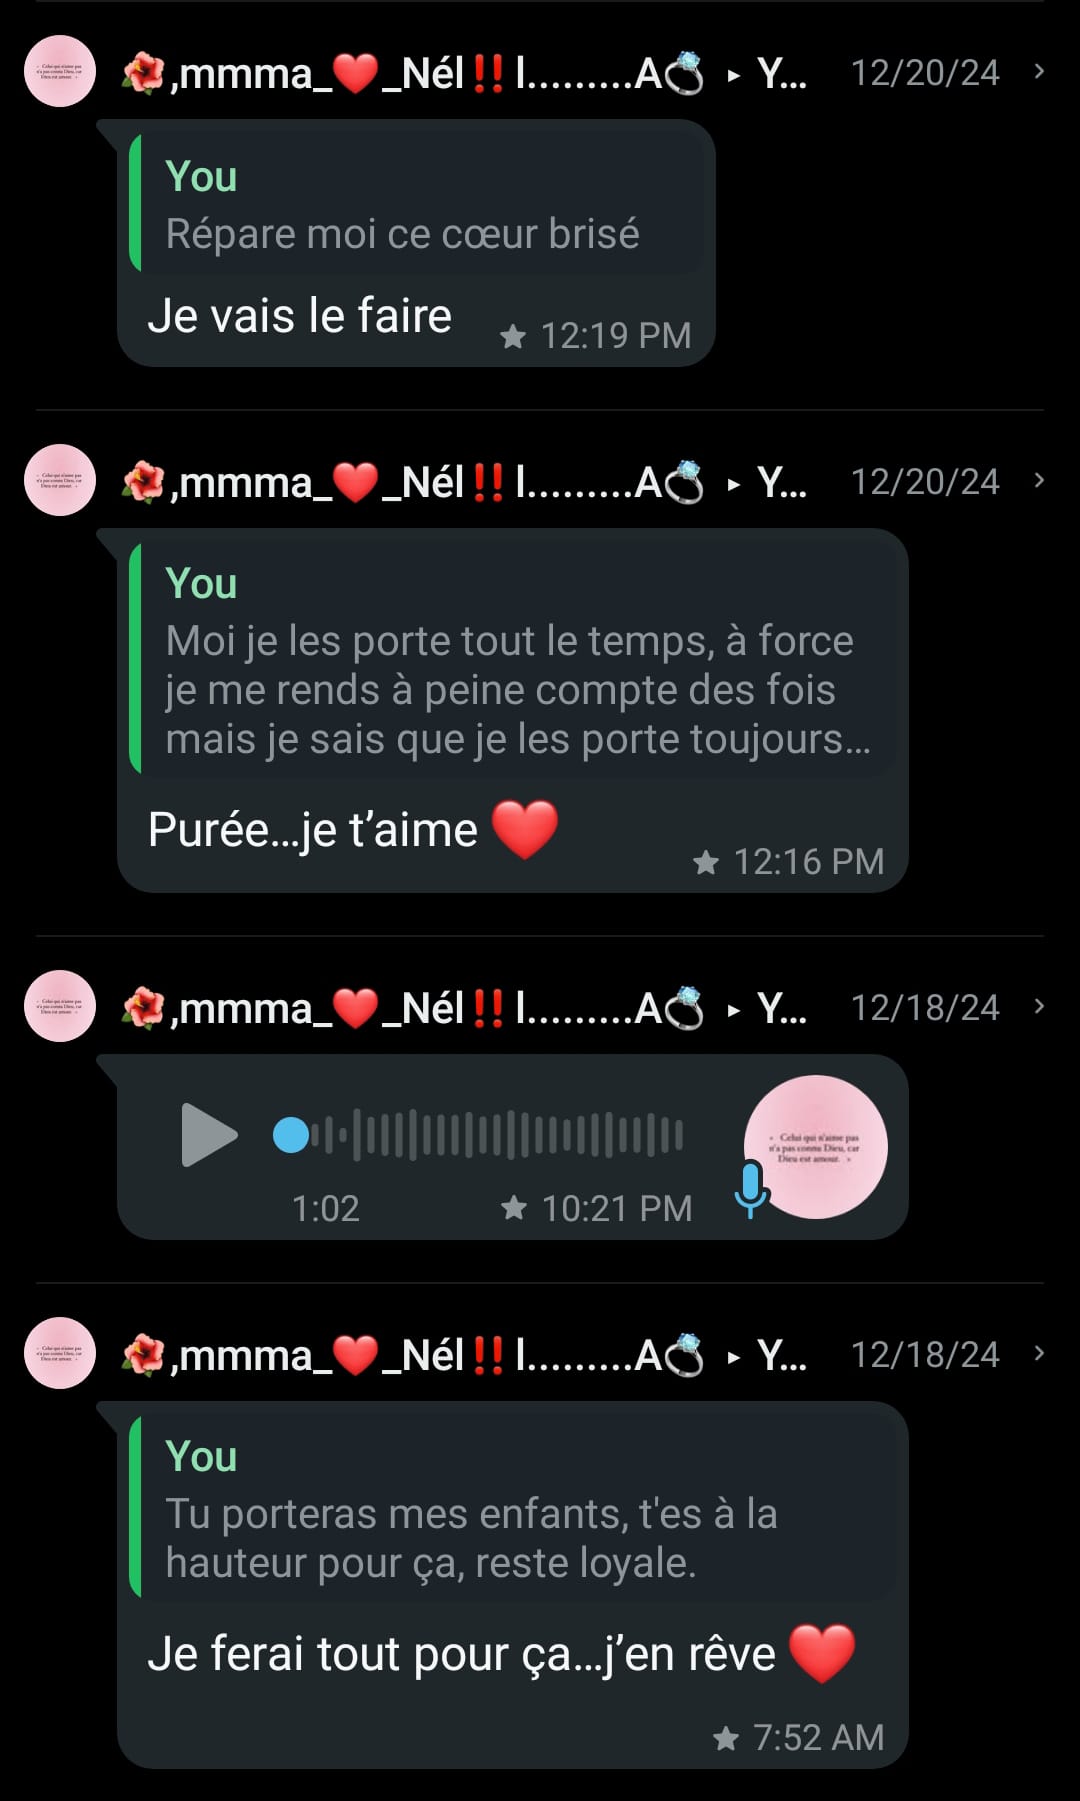 🌺,mmma_❤️_Nél‼️l.........A💍 ▸ Y... 12/20/24 ›
You
Répare moi ce cœur brisé
Je vais le faire
★ 12:19 PM
🌺,mmma_❤️_Nél‼️l.........A💍 ▸ Y... 12/20/24 ›
You
Moi je les porte tout le temps, à force
je me rends à peine compte des fois
mais je sais que je les porte toujours...
Purée...je t’aime ❤️
★ 12:16 PM
🌺,mmma_❤️_Nél‼️l.........A💍 ▸ Y... 12/18/24 ›
« Celui qui n'aime pas
n'a pas connu Dieu, car
Dieu est amour. »
1:02 ★ 10:21 PM
🌺,mmma_❤️_Nél‼️l.........A💍 ▸ Y... 12/18/24 ›
You
Tu porteras mes enfants, t'es à la
hauteur pour ça, reste loyale.
Je ferai tout pour ça...j’en rêve ❤️
★ 7:52 AM